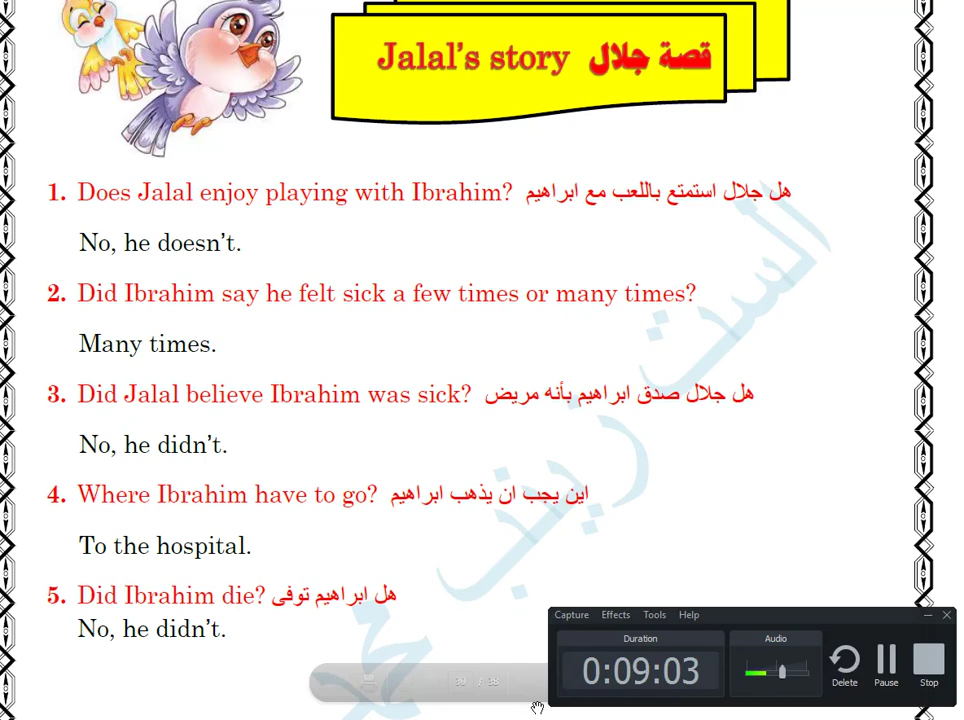 Jalal's story قصة جلال
1. Does Jalal enjoy playing with Ibrahim? هل جلال استمتع باللعب مع ابراهيم
No, he doesn't.
2. Did Ibrahim say he felt sick a few times or many times?
Many times.
3. Did Jalal believe Ibrahim was sick? هل جلال صدق ابراهيم بأنه مريض
No, he didn't.
4. Where Ibrahim have to go? اين يجب ان يذهب ابراهيم
To the hospital.
5. Did Ibrahim die? هل ابراهيم توفى
No, he didn't.
الست زينب
Capture Effects Tools Help
Duration
Audio
0:09:03
Delete Pause Stop